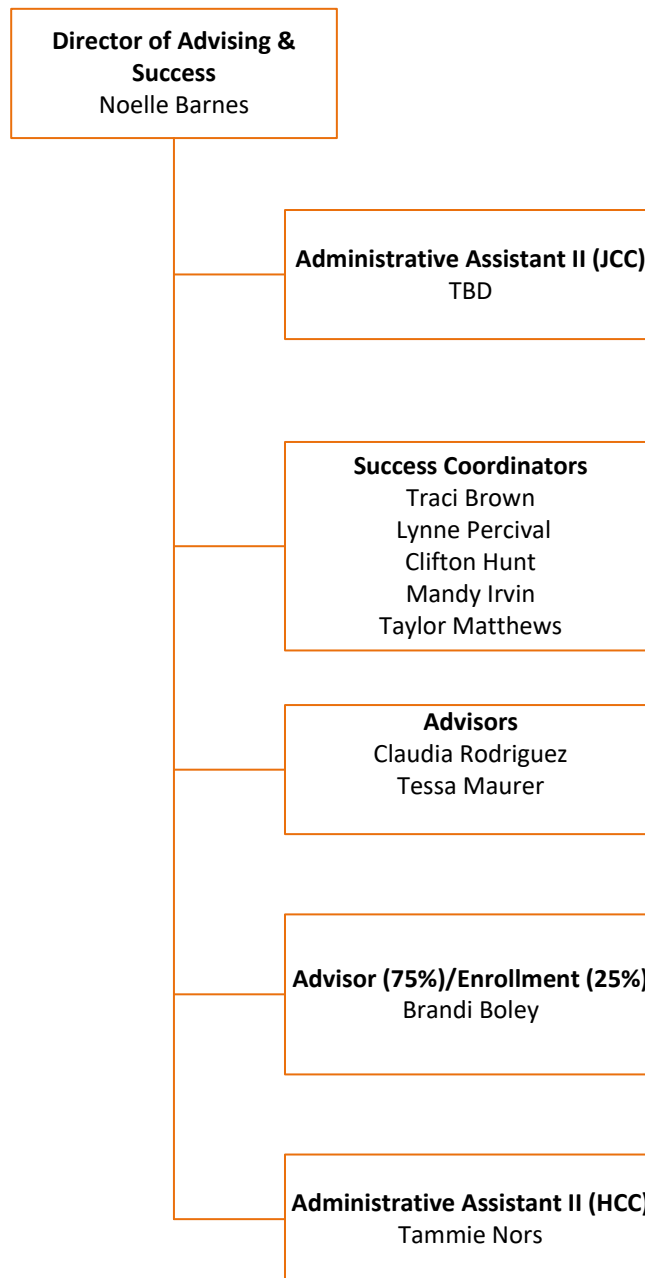 Director of Advising &
Success
Noelle Barnes
Administrative Assistant II (JCC)
TBD
Success Coordinators
Traci Brown
Lynne Percival
Clifton Hunt
Mandy Irvin
Taylor Matthews
Advisors
Claudia Rodriguez
Tessa Maurer
Advisor (75%)/Enrollment (25%)
Brandi Boley
Administrative Assistant II (HCC)
Tammie Nors